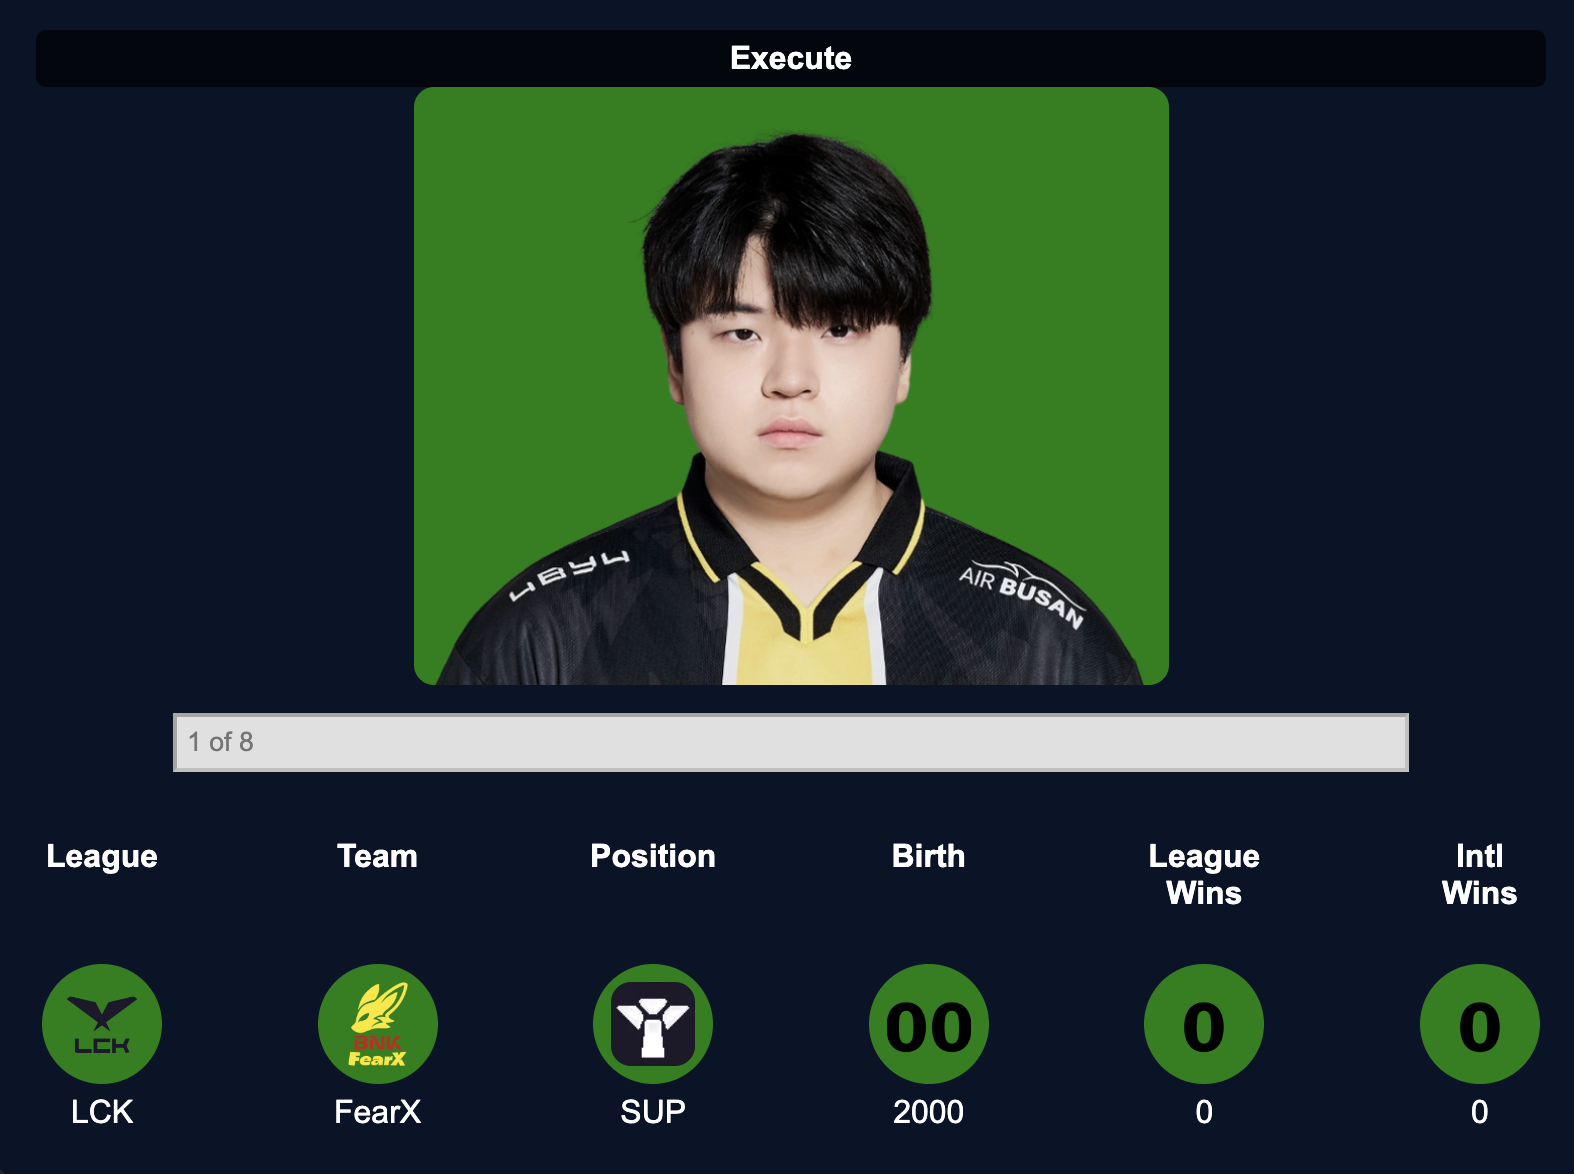 Execute
4BY4
AIR BUSAN
1 of 8
League Team Position Birth League Wins Intl Wins
LCK BNK FearX 00 0 0
LCK FearX SUP 2000 0 0